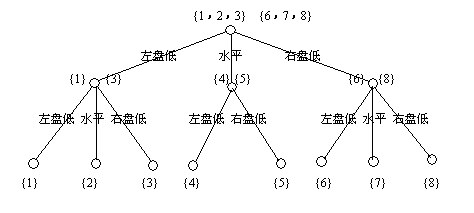 {1，2，3} {6，7，8}
左盘低 水平 右盘低
{1} {3} {4} {5} {6} {8}
左盘低 水平 右盘低 左盘低 右盘低 左盘低 水平 右盘低
{1} {2} {3} {4} {5} {6} {7} {8}